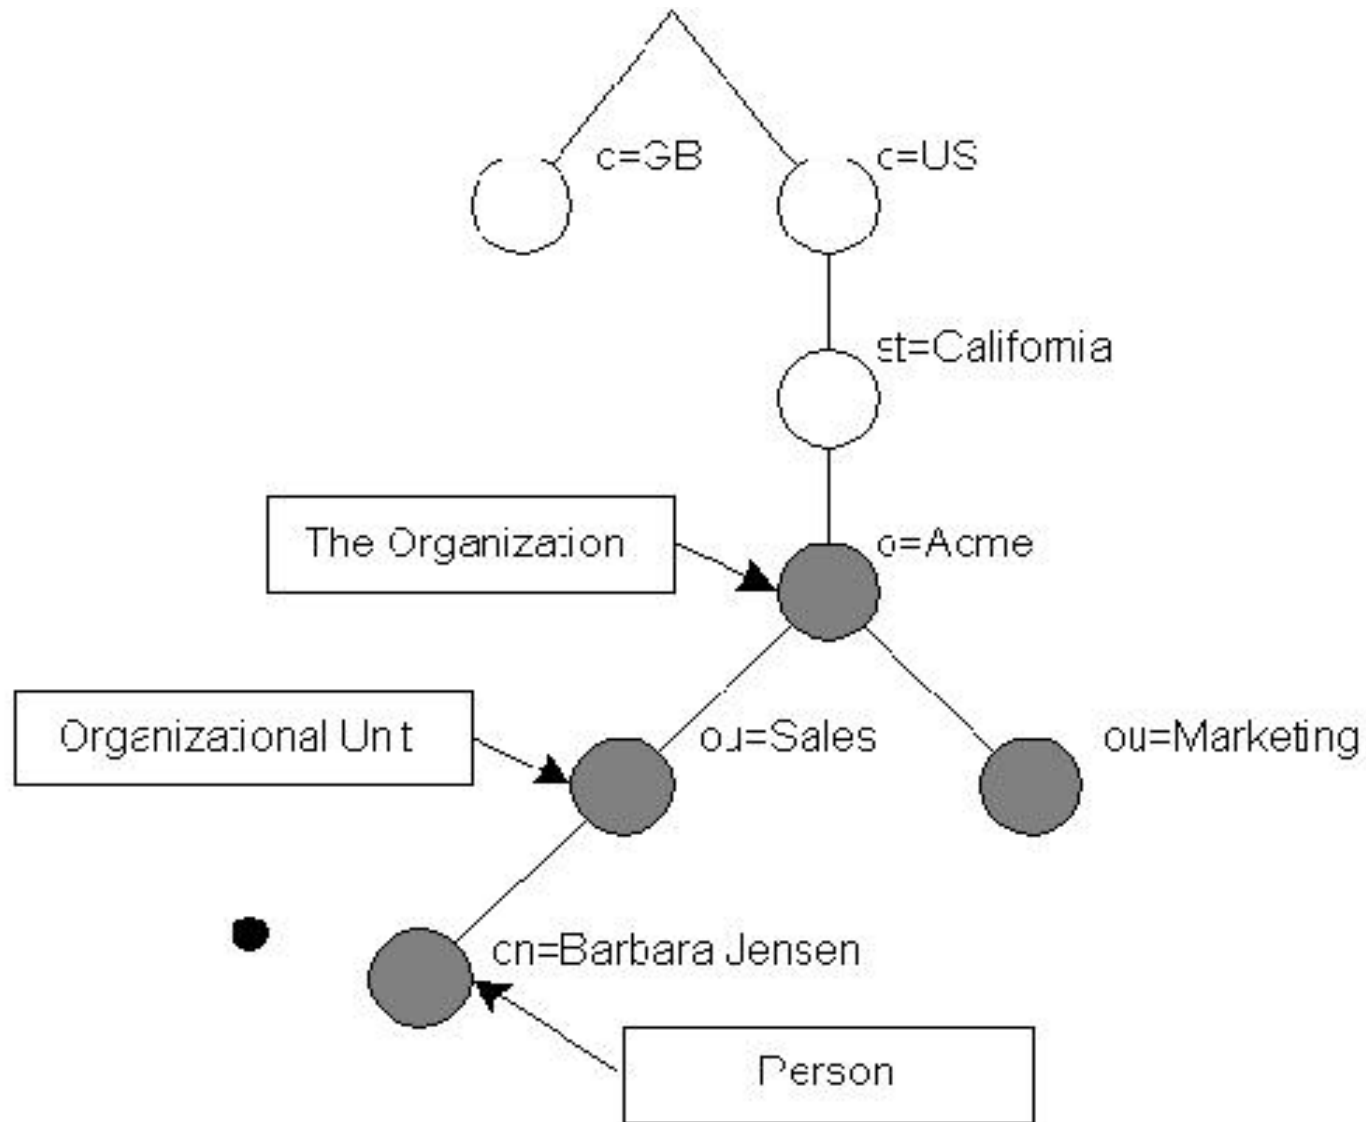 c=GB
c=US
st=California
The Organization
o=Acme
Organizational Unit
ou=Sales
ou=Marketing
cn=Barbara Jensen
Person